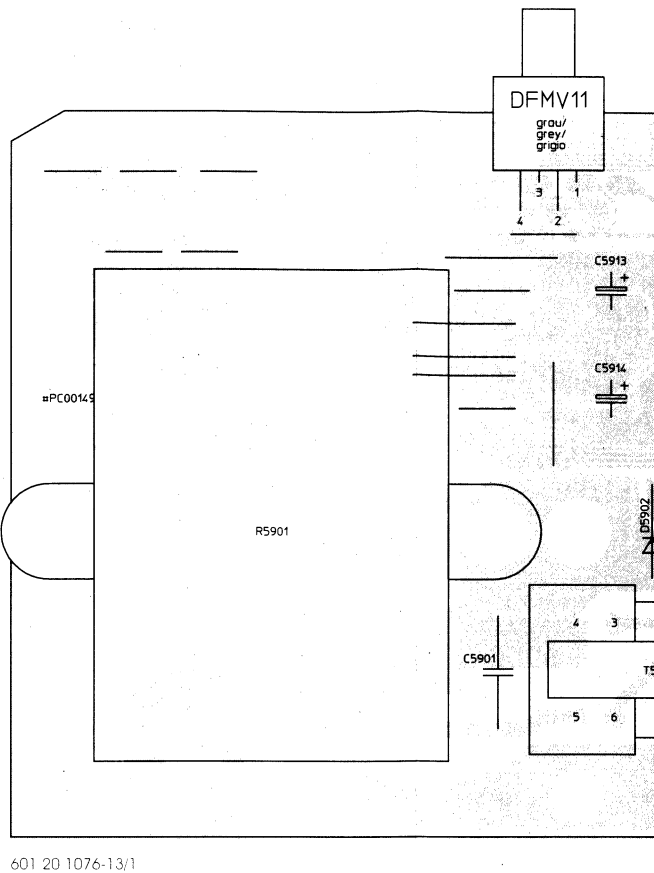 DFMV11
grau/
grey/
grigio
3 1
4 2
C5913
+
C5914
+
¤PC00149
D5902
R5901
4 3
C5901
5 6
601 20 1076-13/1